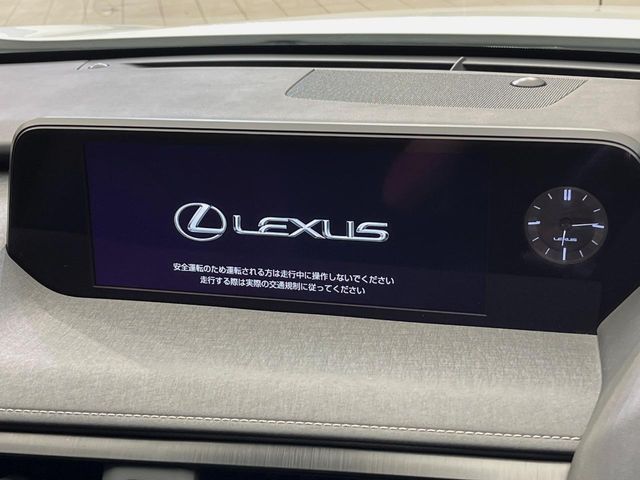 LEXUS
安全運転のため運転される方は走行中に操作しないでください
走行する際は実際の交通規制に従ってください
LEXUS